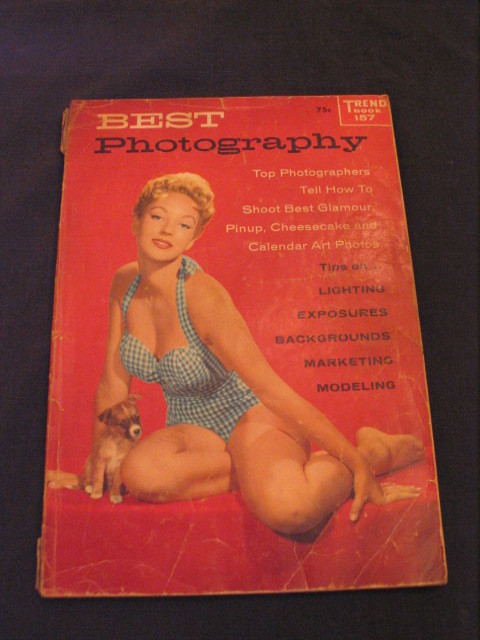 BEST
Photography
75c
TREND
BOOK
157
Top Photographers
Tell How To
Shoot Best Glamour,
Pinup, Cheesecake and
Calendar Art Photos
Tips on...
LIGHTING
EXPOSURES
BACKGROUNDS
MARKETING
MODELING